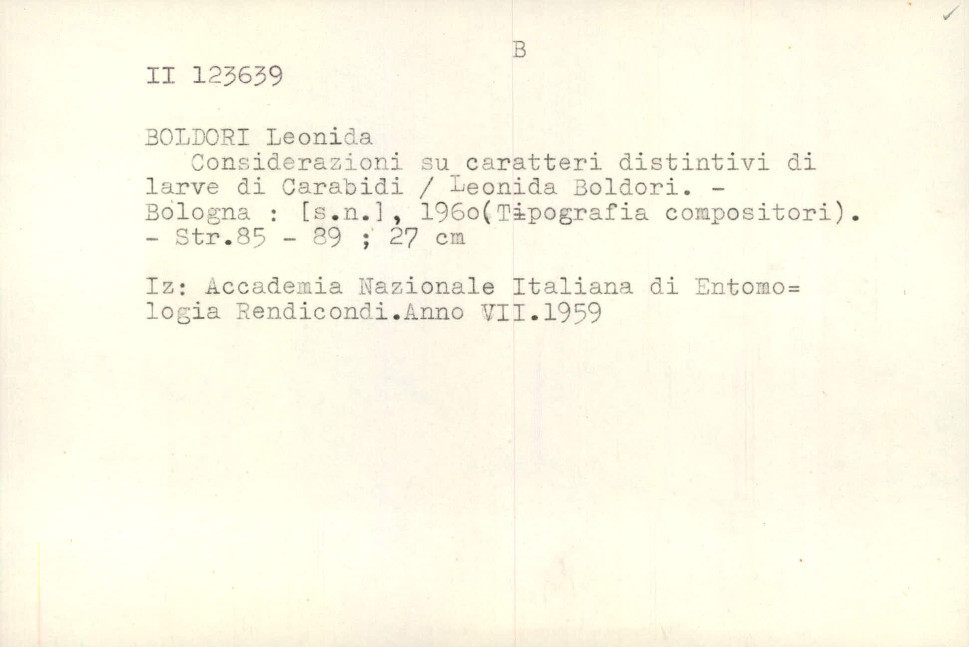 B
II 123639
BOLDORI Leonida
Considerazioni su caratteri distintivi di
larve di Carabidi / Leonida Boldori. -
Bologna : [s.n.], 1960(Tipografia compositori).
- Str.85 - 89 ; 27 cm
Iz: Accademia Nazionale Italiana di Entomo=
logia Rendicondi.Anno VII.1959